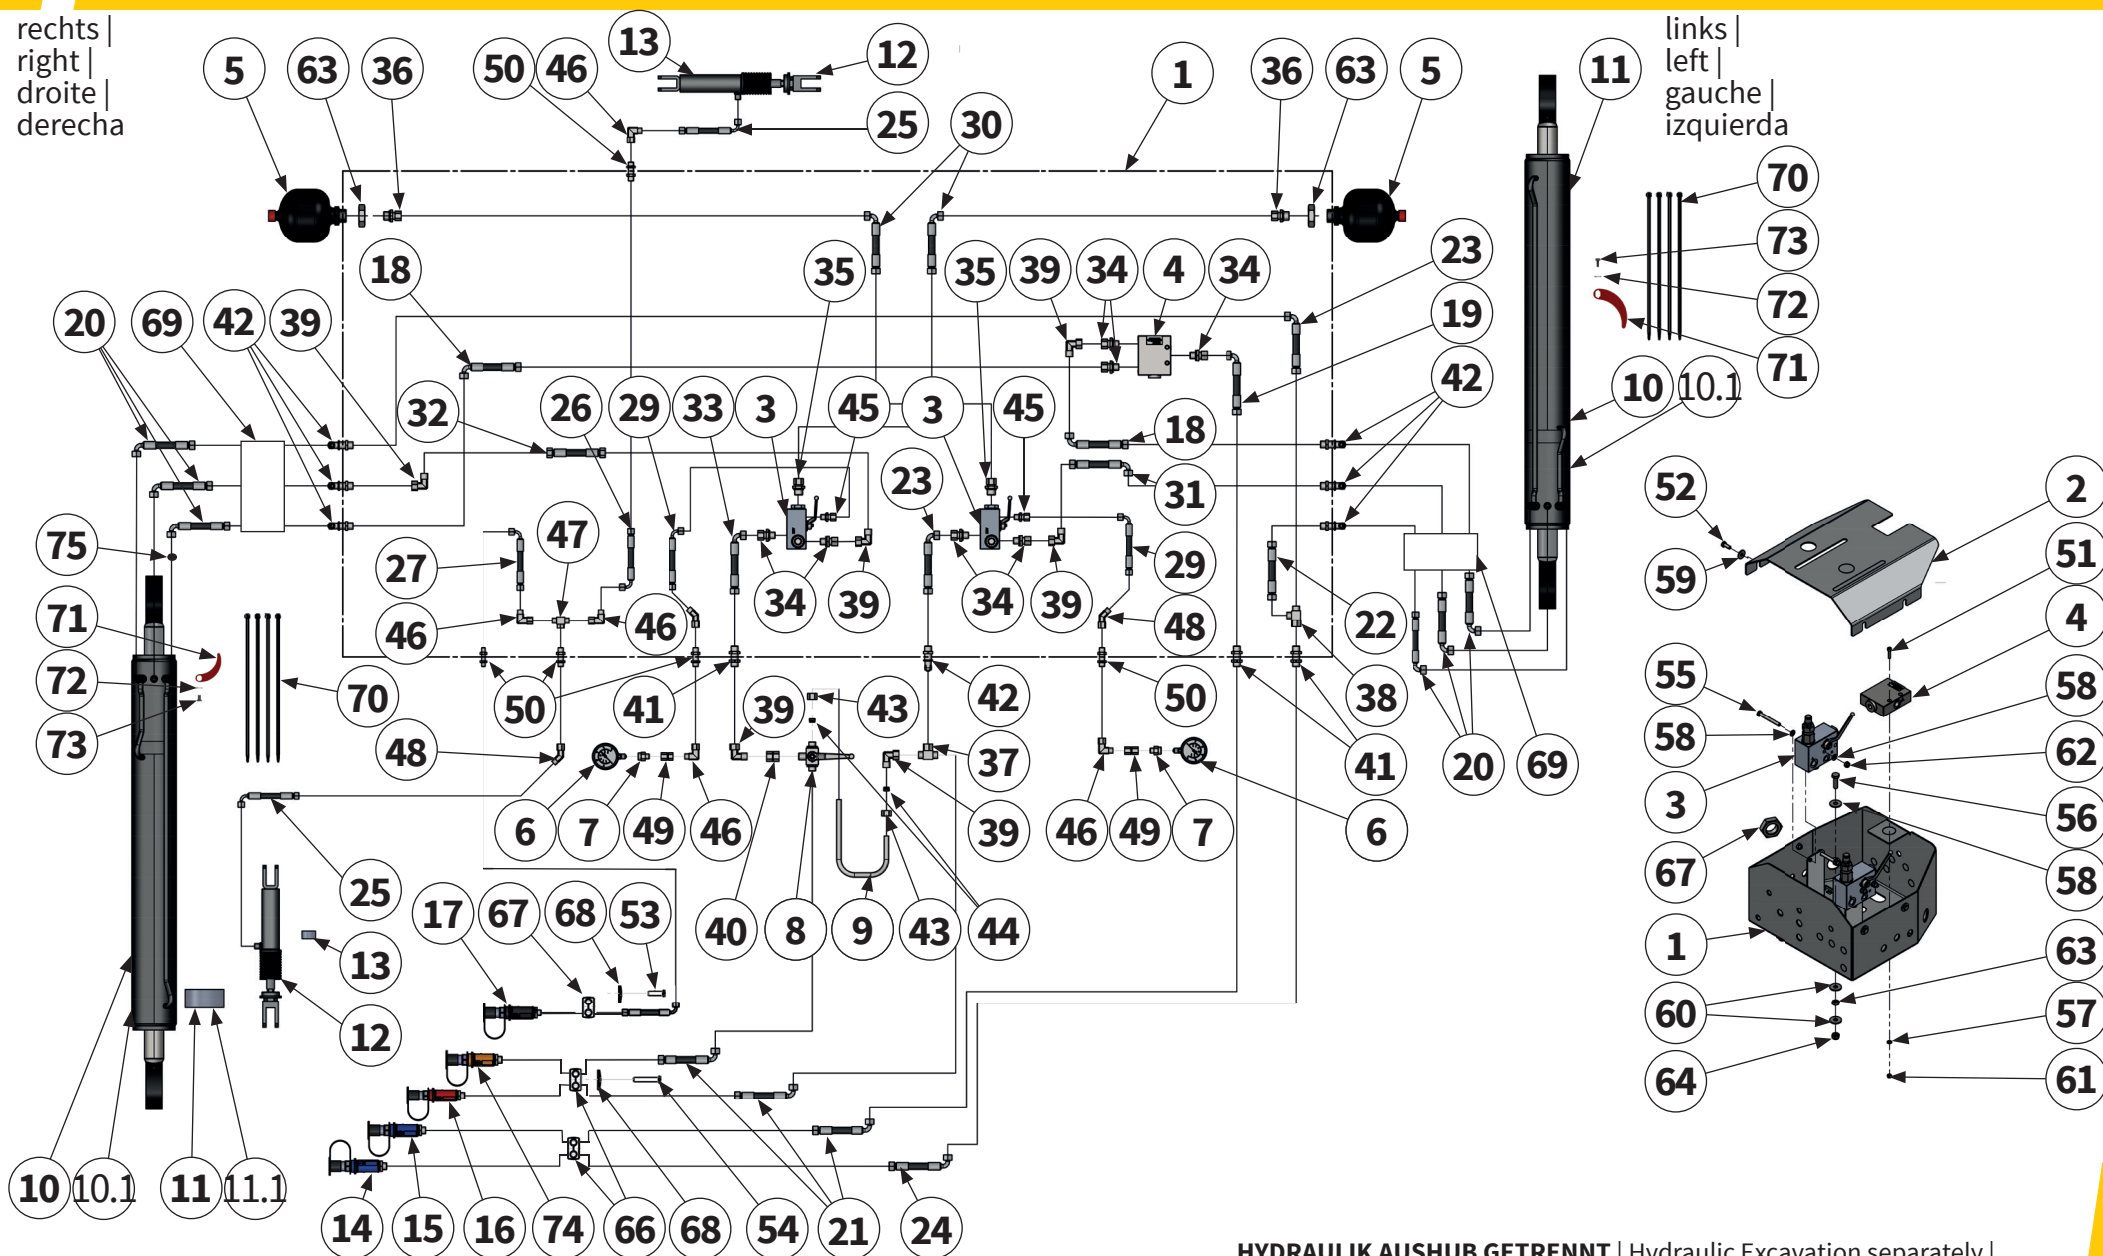 rechts |
right |
droite |
derecha
links |
left |
gauche |
izquierda
5 63 36 50 46 13 12 1 36 63 5 11
25 30 70
18 35 35 39 34 4 34 23 73
20 69 42 39 19 72
32 26 29 33 3 45 3 45 18 42 71
10 10.1
23 31 52 2
75 47 51
27 34 39 34 39 29 59
71 46 46 48 22 4
72 70 50 41 39 43 42 50 38 55 58
73 48 37 41 20 69 58 62
6 7 49 46 39 46 49 7 6 3 56
25 67 58
17 67 68 53 40 8 9 43 44
13 1 63
12 60 57
64 61
10 10.1 11 11.1
14 15 16 74 66 68 54 21 24
HYDRAULIK AUSHUB GETRENNT | Hydraulic Excavation separately |